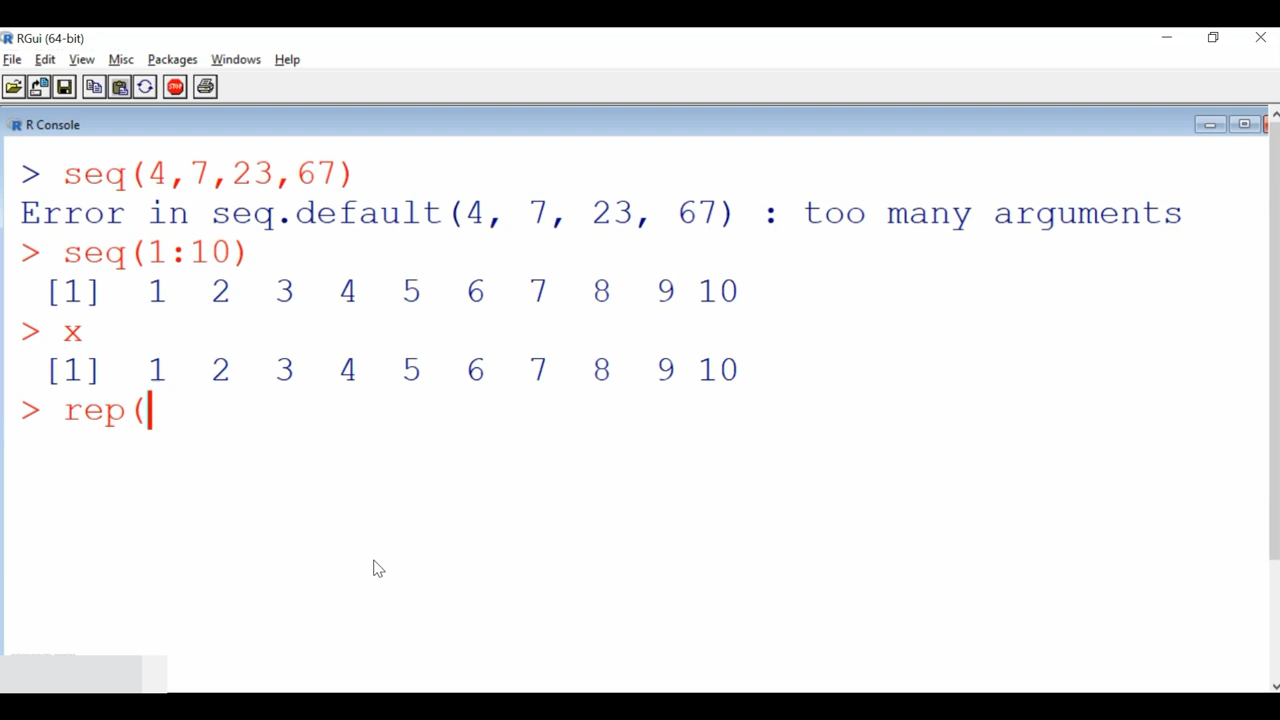 RGui (64-bit)
File Edit View Misc Packages Windows Help
STOP
R Console
> seq(4,7,23,67)
Error in seq.default(4, 7, 23, 67) : too many arguments
> seq(1:10)
[1] 1 2 3 4 5 6 7 8 9 10
> x
[1] 1 2 3 4 5 6 7 8 9 10
> rep(